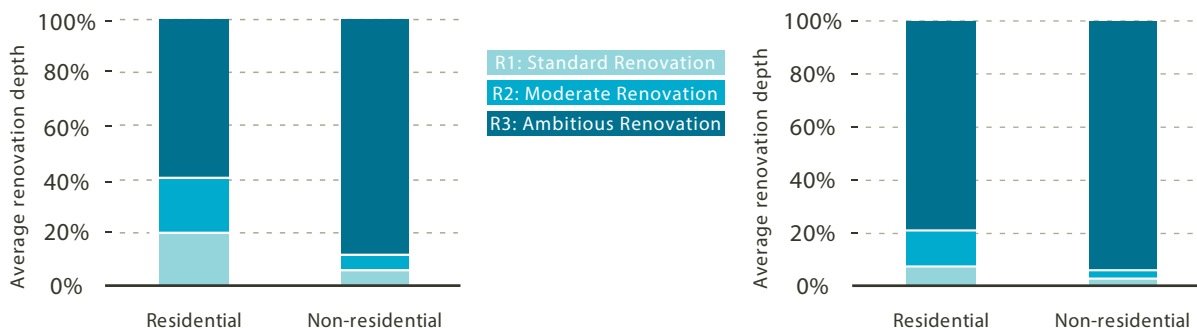 Average renovation depth
100%
80%
60%
40%
20%
0%
Residential
Non-residential
R1: Standard Renovation
R2: Moderate Renovation
R3: Ambitious Renovation
Average renovation depth
100%
80%
60%
40%
20%
0%
Residential
Non-residential